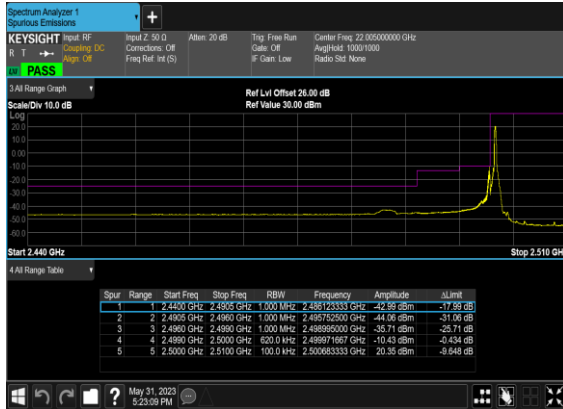 Spectrum Analyzer 1
Spurious Emissions
+
KEYSIGHT Input: RF Input Z: 50 Ω Atten: 20 dB Trig: Free Run Center Freq: 22.005000000 GHz
R T Coupling: DC Corrections: Off Gate: Off Avg|Hold: 1000/1000
Align: Off Freq Ref: Int (S) IF Gain: Low Radio Std: None
PASS
3 All Range Graph
Ref Lvl Offset 26.00 dB
Scale/Div 10.0 dB Ref Value 30.00 dBm
Log
20.0
10.0
0.00
-10.0
-20.0
-30.0
-40.0
-50.0
-60.0
Start 2.440 GHz Stop 2.510 GH
4 All Range Table
Spur Range Start Freq Stop Freq RBW Frequency Amplitude ΔLimit
1 1 2.4400 GHz 2.4905 GHz 1.000 MHz 2.486123333 GHz -42.99 dBm -17.99 dB
2 2 2.4905 GHz 2.4960 GHz 1.000 MHz 2.495752500 GHz -44.06 dBm -31.06 dB
3 3 2.4960 GHz 2.4990 GHz 1.000 MHz 2.498995000 GHz -35.71 dBm -25.71 dB
4 4 2.4990 GHz 2.5000 GHz 620.0 kHz 2.499971667 GHz -10.43 dBm -0.434 dB
5 5 2.5000 GHz 2.5100 GHz 100.0 kHz 2.500683333 GHz 20.35 dBm -9.648 dB
? May 31, 2023
5:23:09 PM